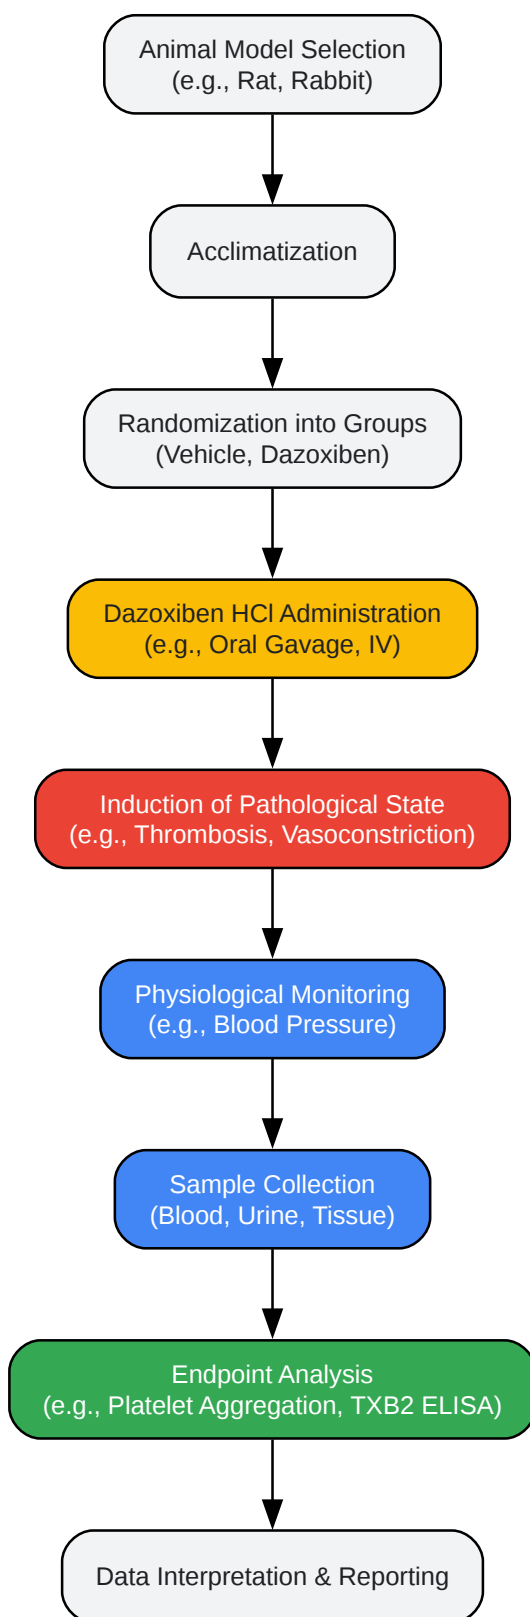 Animal Model Selection
(e.g., Rat, Rabbit)
Acclimatization
Randomization into Groups
(Vehicle, Dazoxiben)
Dazoxiben HCl Administration
(e.g., Oral Gavage, IV)
Induction of Pathological State
(e.g., Thrombosis, Vasoconstriction)
Physiological Monitoring
(e.g., Blood Pressure)
Sample Collection
(Blood, Urine, Tissue)
Endpoint Analysis
(e.g., Platelet Aggregation, TXB2 ELISA)
Data Interpretation & Reporting